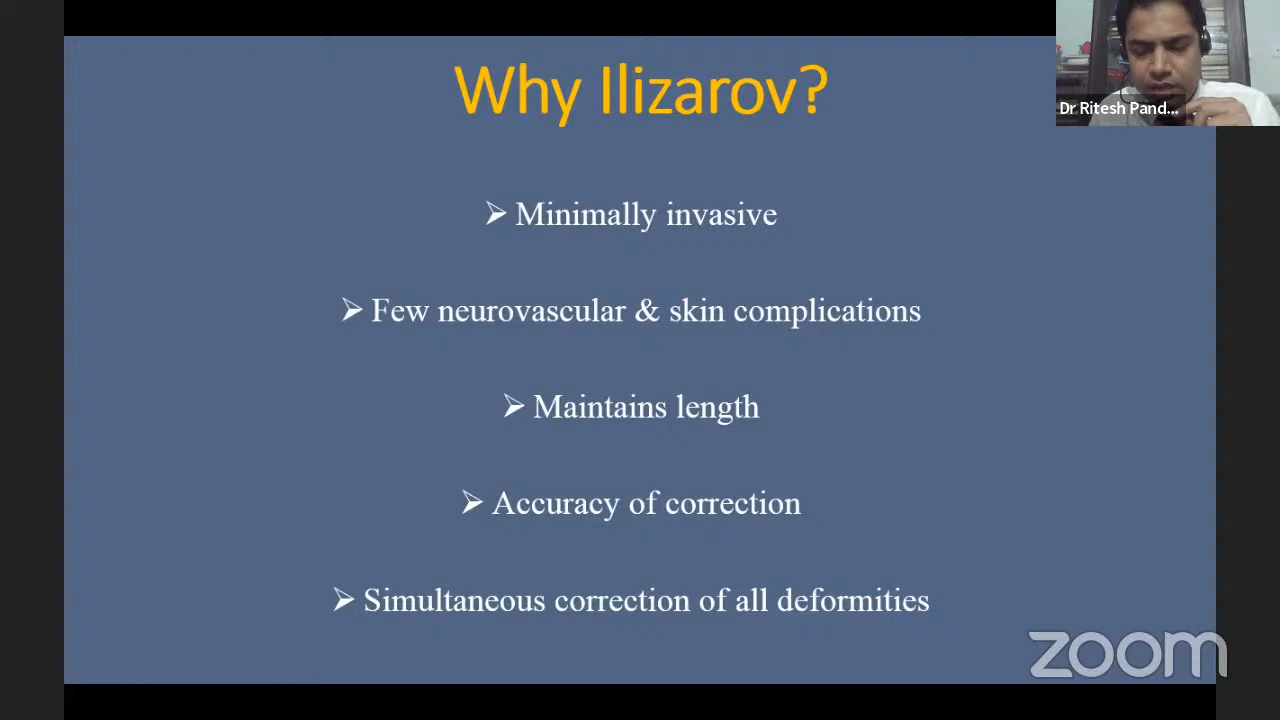 Why Ilizarov?
Dr Ritesh Pand...
➢ Minimally invasive
➢ Few neurovascular & skin complications
➢ Maintains length
➢ Accuracy of correction
➢ Simultaneous correction of all deformities
zoom